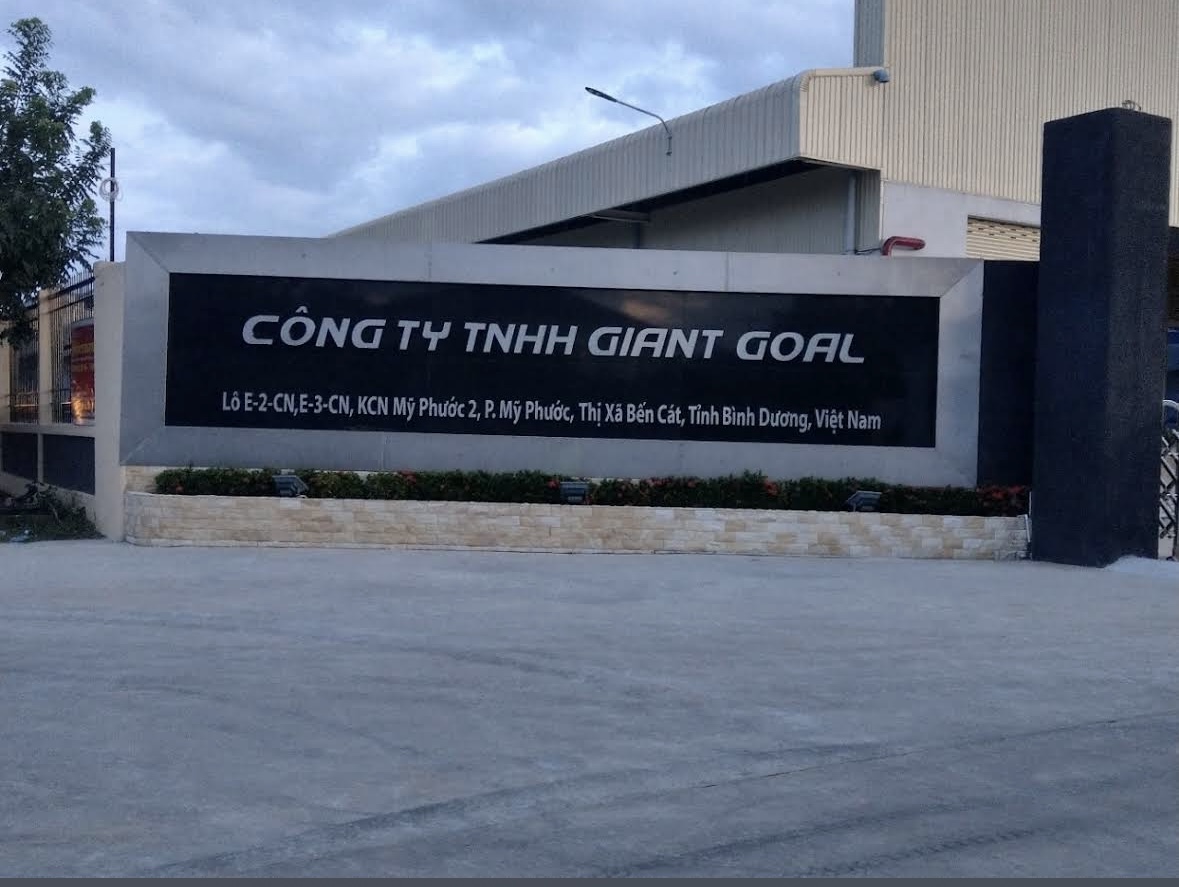 CÔNG TY TNHH GIANT GOAL
Lô E-2-CN,E-3-CN, KCN Mỹ Phước 2, P. Mỹ Phước, Thị Xã Bến Cát, Tỉnh Bình Dương, Việt Nam